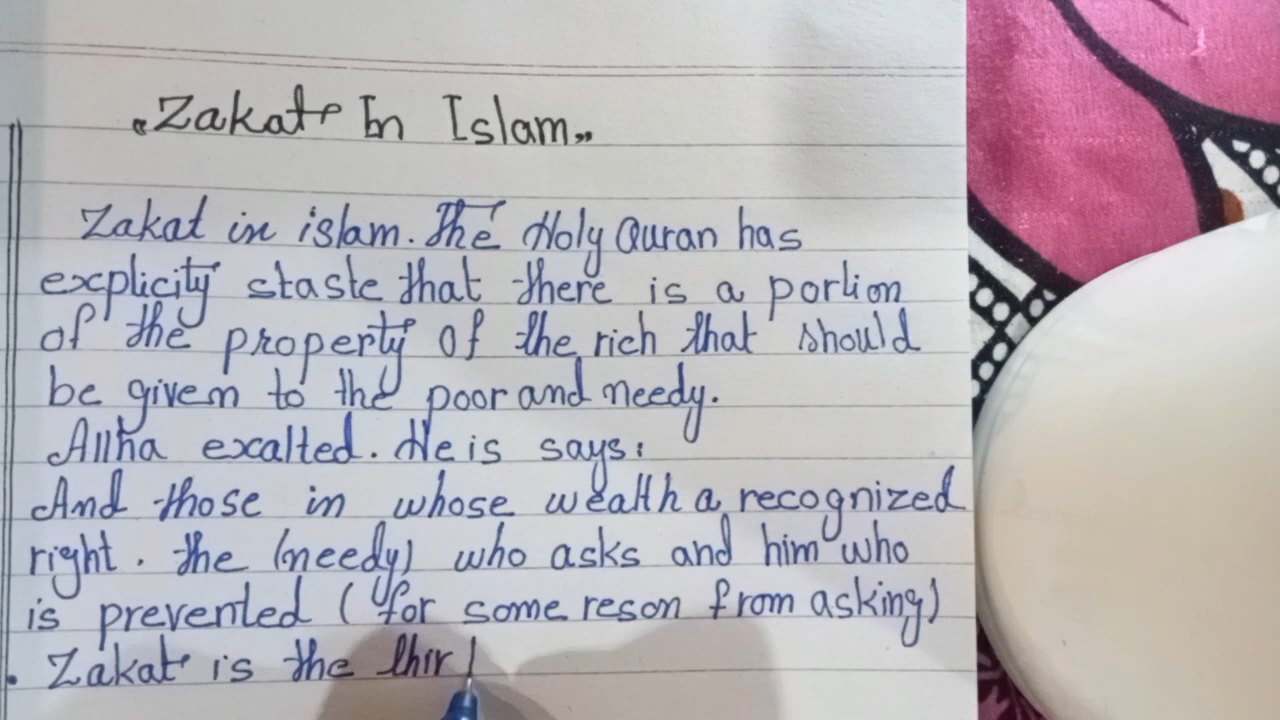 "Zakat In Islam"
Zakat in islam. The Holy Quran has
explicity staste that there is a portion
of the property of the rich that should
be given to the poor and needy.
Allha exalted. He is says:
And those in whose wealth a recognized
right. the (needy) who asks and him who
is prevented (for some reson from asking)
Zakat is the thir